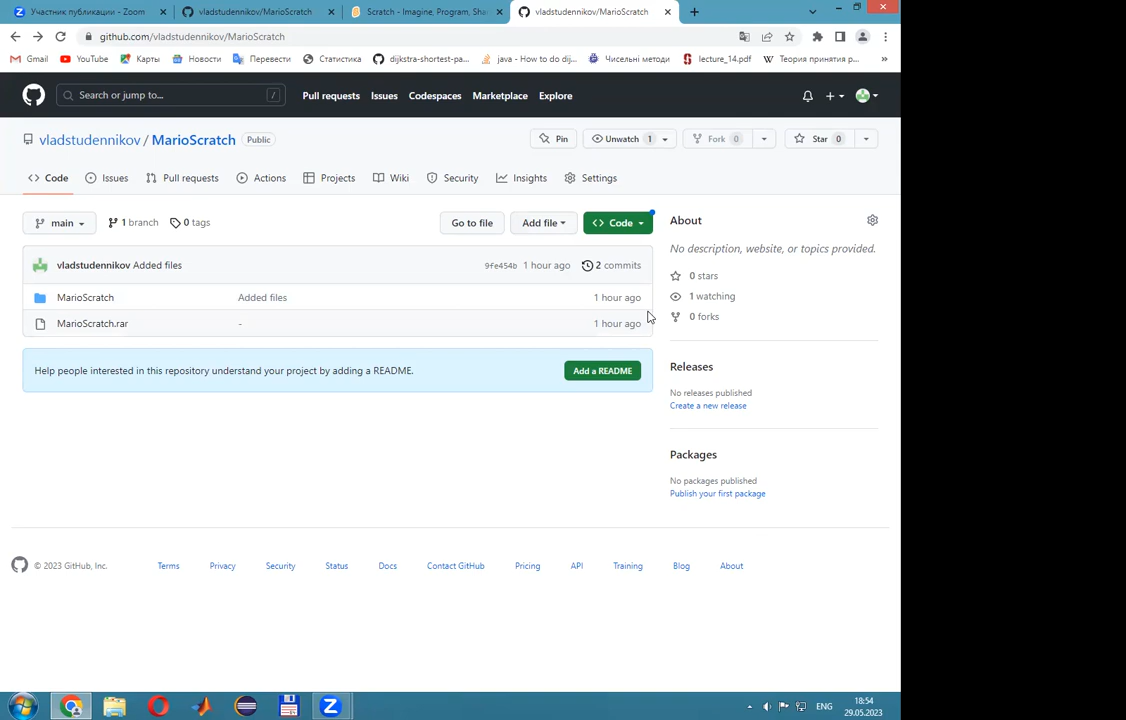 Участник публикации - Zoom
vladstudennikov/MarioScratch
Scratch - Imagine, Program, Sha
vladstudennikov/MarioScratch
github.com/vladstudennikov/MarioScratch
Gmail
YouTube
Карты
Новости
Перевести
Статистика
dijkstra-shortest-pa...
java - How to do dij...
Чисельні методи
lecture_14.pdf
Теория принятия р...
Search or jump to...
/
Pull requests
Issues
Codespaces
Marketplace
Explore
vladstudennikov / MarioScratch
Public
Pin
Unwatch 1
Fork 0
Star 0
Code
Issues
Pull requests
Actions
Projects
Wiki
Security
Insights
Settings
main
1 branch
0 tags
Go to file
Add file
Code
About
No description, website, or topics provided.
vladstudennikov Added files
9fe454b 1 hour ago
2 commits
0 stars
MarioScratch
Added files
1 hour ago
1 watching
MarioScratch.rar
-
1 hour ago
0 forks
Help people interested in this repository understand your project by adding a README.
Add a README
Releases
No releases published
Create a new release
Packages
No packages published
Publish your first package
© 2023 GitHub, Inc.
Terms
Privacy
Security
Status
Docs
Contact GitHub
Pricing
API
Training
Blog
About
ENG
18:54
29.05.2023